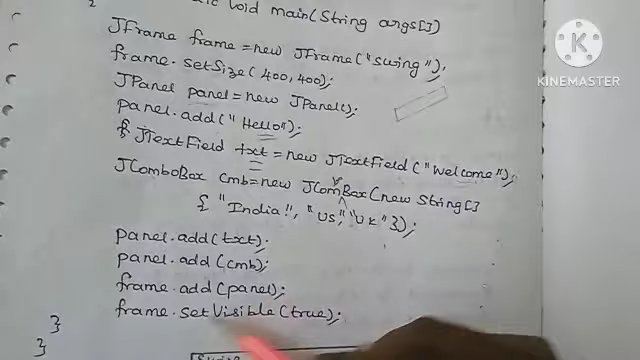 void main(String args[])
{
JFrame frame=new JFrame("Swing");
frame.setSize(400,400);
JPanel panel=new JPanel();
panel.add("Hello");
JTextField txt=new JTextField("Welcome");
JComboBox cmb=new JComBox(new String[]
{ "India!", "US", "UK" });
panel.add(txt);
panel.add(cmb);
frame.add(panel);
frame.setVisible(true);
}
}
KINEMASTER